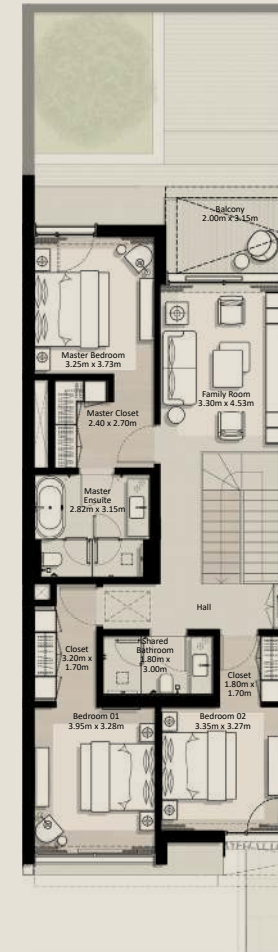 Balcony
2.00m x 3.15m
Master Bedroom
3.25m x 3.73m
Family Room
3.30m x 4.53m
Master Closet
2.40 x 2.70m
Master
Ensuite
2.82m x 3.15m
Hall
Closet
3.20m x
1.70m
Shared
Bathroom
1.80m x
3.00m
Closet
1.80m x
1.70m
Bedroom 01
3.95m x 3.28m
Bedroom 02
3.35m x 3.27m